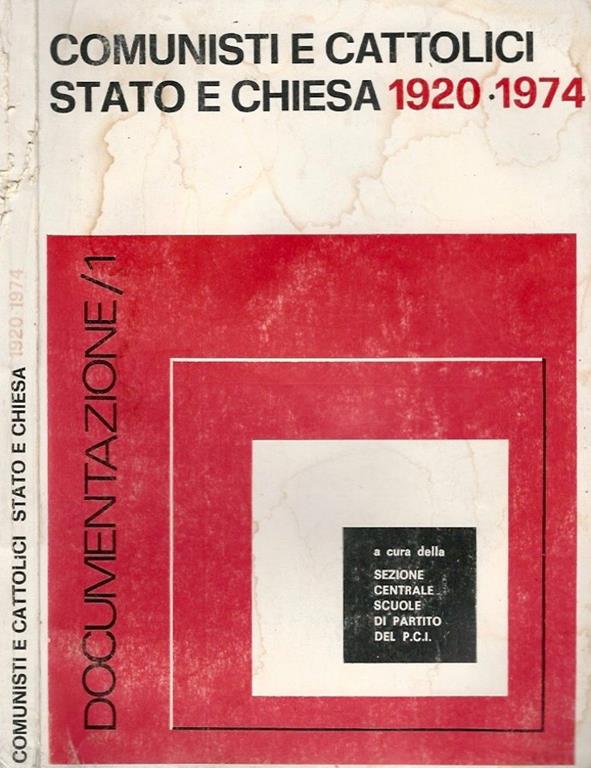 COMUNISTI E CATTOLICI
STATO E CHIESA 1920·1974
DOCUMENTAZIONE/1
a cura della
SEZIONE
CENTRALE
SCUOLE
DI PARTITO
DEL P.C.I.
COMUNISTI E CATTOLICI STATO E CHIESA 1920·1974